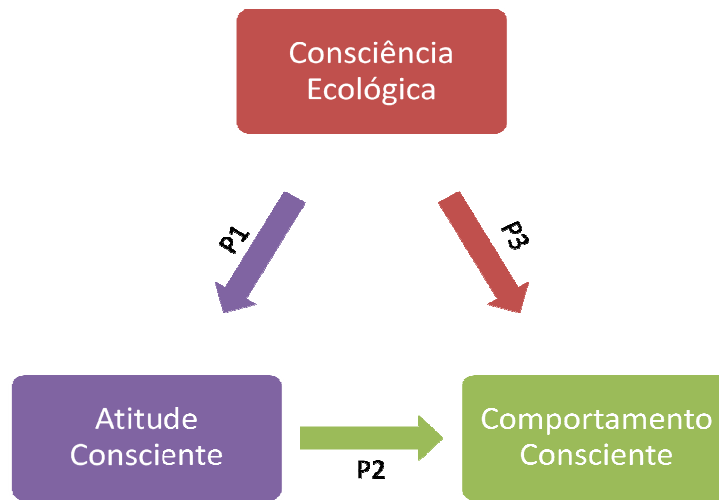 Consciência
Ecológica
P1
P3
Atitude
Consciente
P2
Comportamento
Consciente